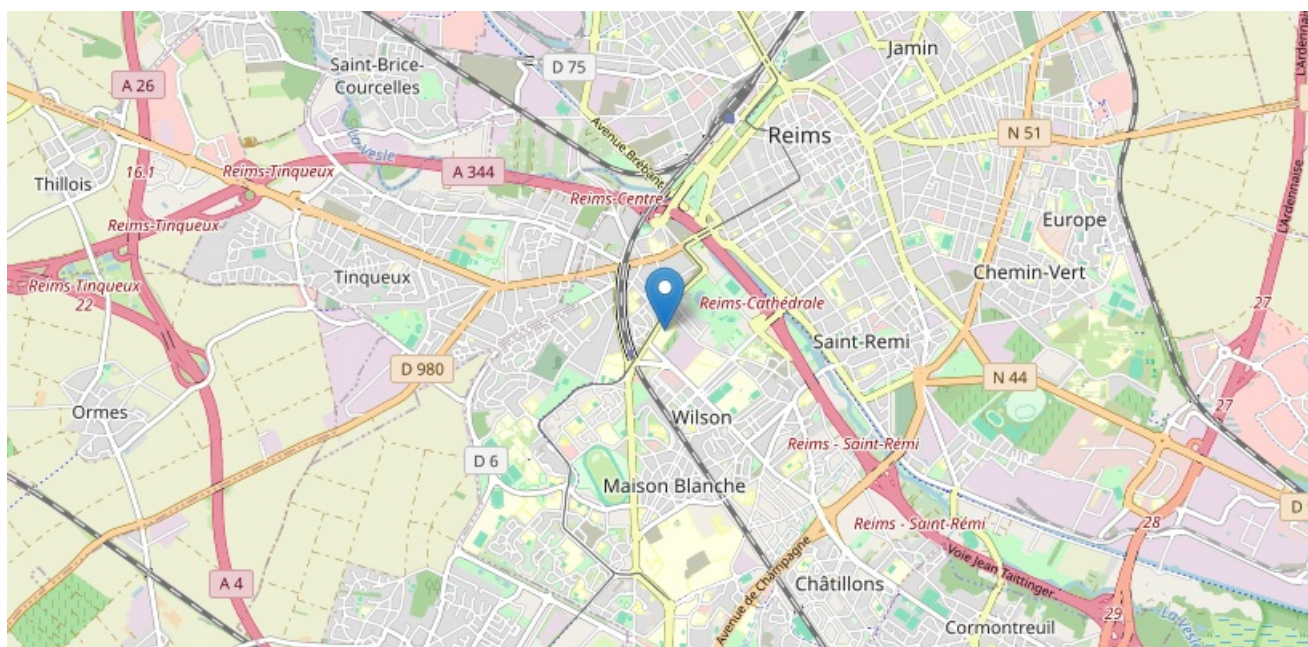 Jamin
Saint-Brice-
Courcelles
D 75
A 26
L'Ardennaise
Avenue Brébant
Reims
N 51
La Vesle
A 344
Reims-Tinqueux
16.1
Thillois
Reims-Centre
L'Ardennaise
Reims-Tinqueux
Europe
Tinqueux
Chemin-Vert
Reims-Tinqueux
22
Reims-Cathédrale
27
Saint-Remi
D 980
N 44
Ormes
27
Wilson
Reims - Saint-Rémi
D 6
Maison Blanche
D
Reims - Saint-Rémi
28
Avenue de Champagne
Voie Jean Taittinger
A 4
Châtillons
29
La Vesle
Cormontreuil